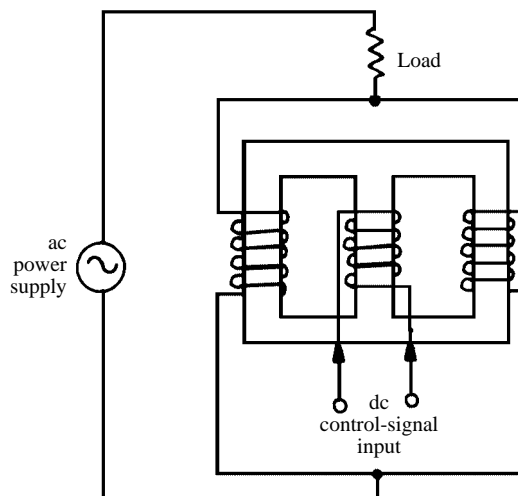 Load
ac
power
supply
dc
control-signal
input